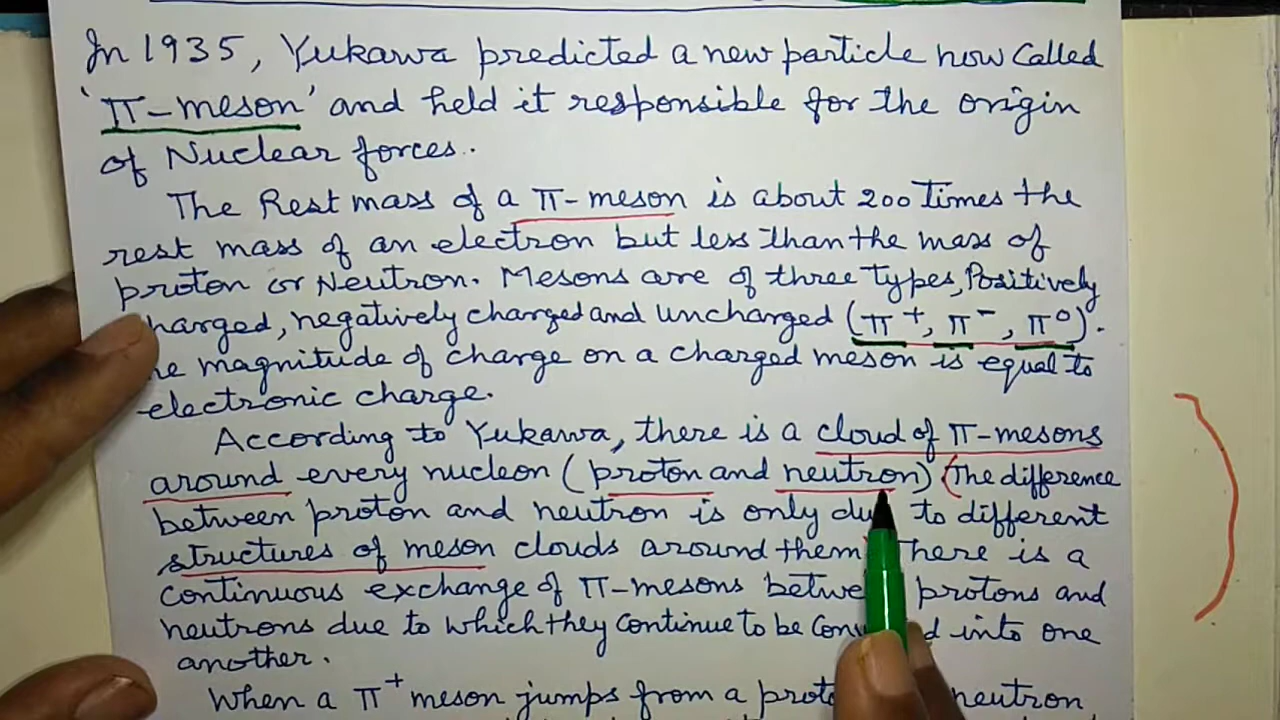 In 1935, Yukawa predicted a new particle now Called
'π-meson' and held it responsible for the origin
of Nuclear forces.
The Rest mass of a π-meson is about 200 Times the
rest mass of an electron but less than the mass of
proton or Neutron. Mesons are of three types, Positively
harged, negatively charged and uncharged (π+, π-, π0).
he magnitude of charge on a charged meson is equal to
electronic charge.
According to Yukawa, there is a cloud of π-mesons
around every nucleon (proton and neutron) (The difference
between proton and neutron is only du to different
structures of meson clouds around them There is a
continuous exchange of π-mesons betwe protons and
neutrons due to which they continue to be Conv d into one
another.
When a π+ meson jumps from a prot neutron